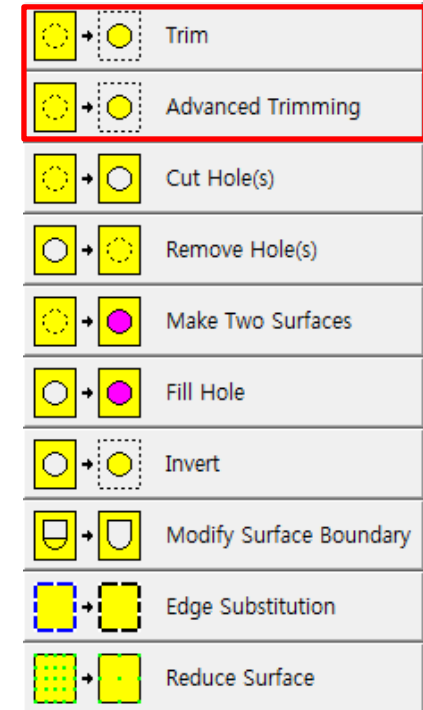 Trim
Advanced Trimming
Cut Hole(s)
Remove Hole(s)
Make Two Surfaces
Fill Hole
Invert
Modify Surface Boundary
Edge Substitution
Reduce Surface